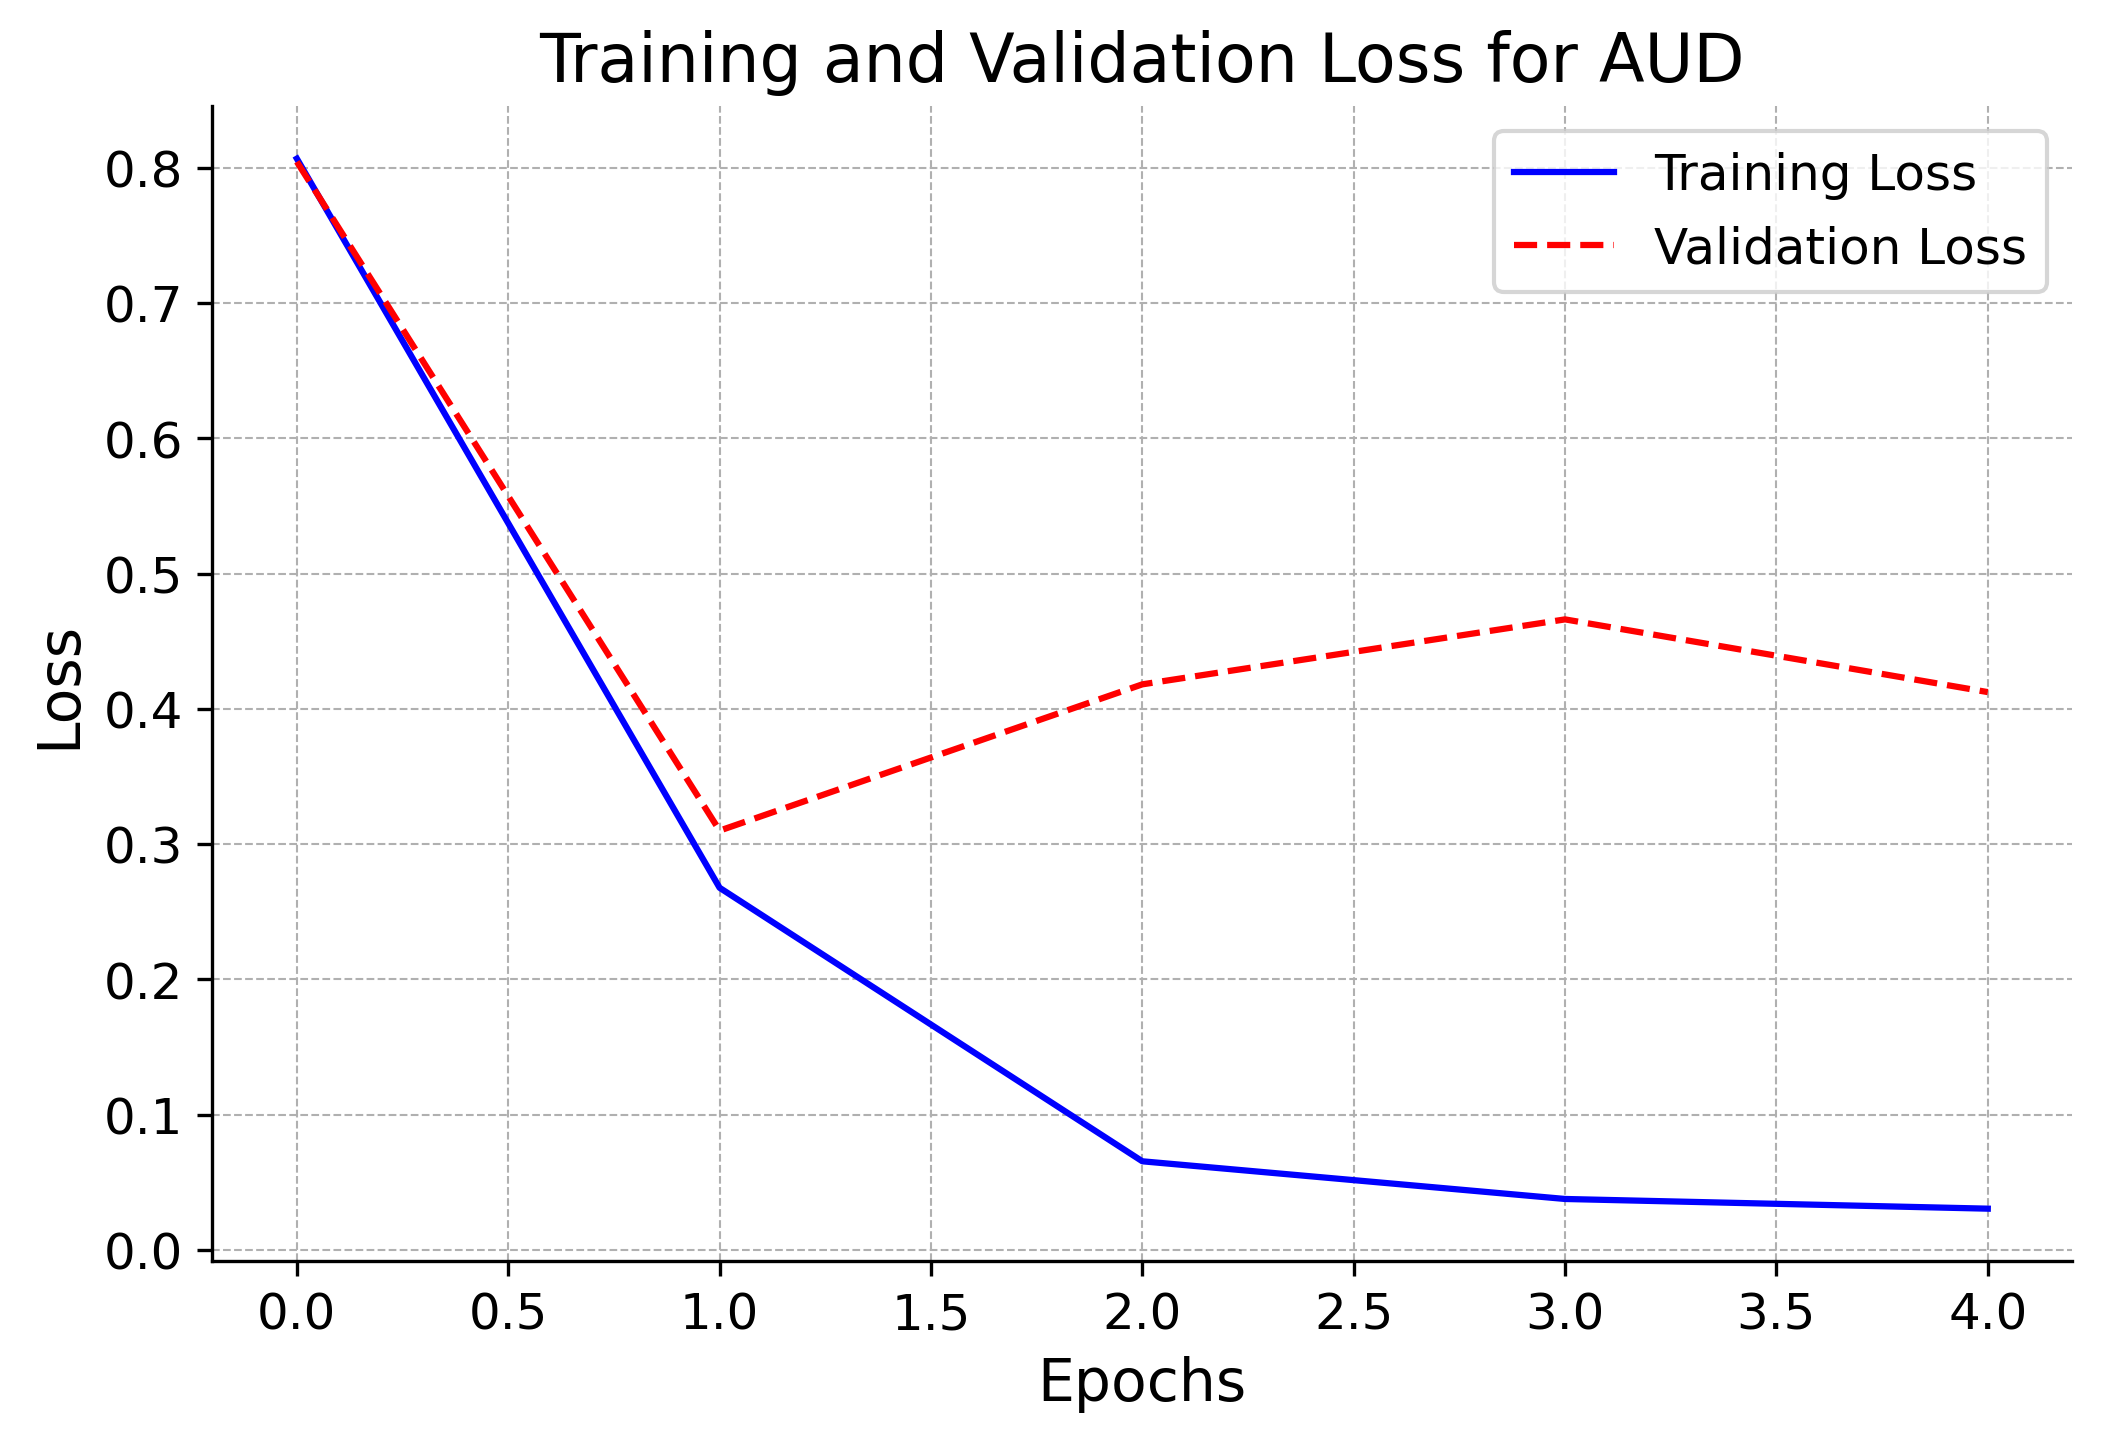 Training and Validation Loss for AUD
Training Loss
Validation Loss
0.8
0.7
0.6
0.5
0.4
0.3
0.2
0.1
0.0
Loss
0.0 0.5 1.0 1.5 2.0 2.5 3.0 3.5 4.0
Epochs